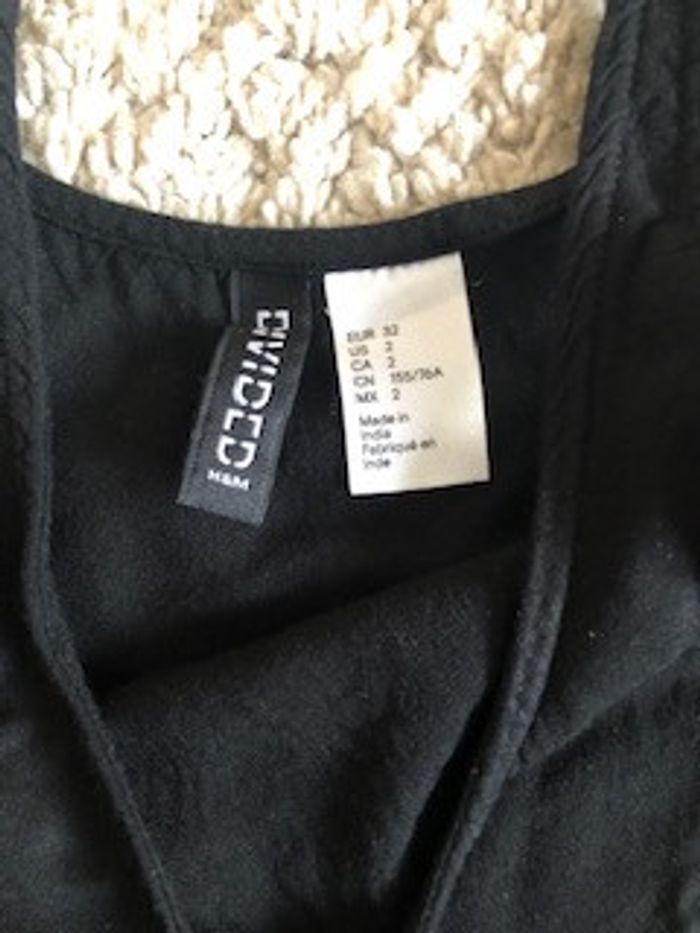 DIVIDED
H&M
EUR 32
US 2
CA 2
CN 155/76A
MX 2
Made in
India
Fabriqué en
Inde